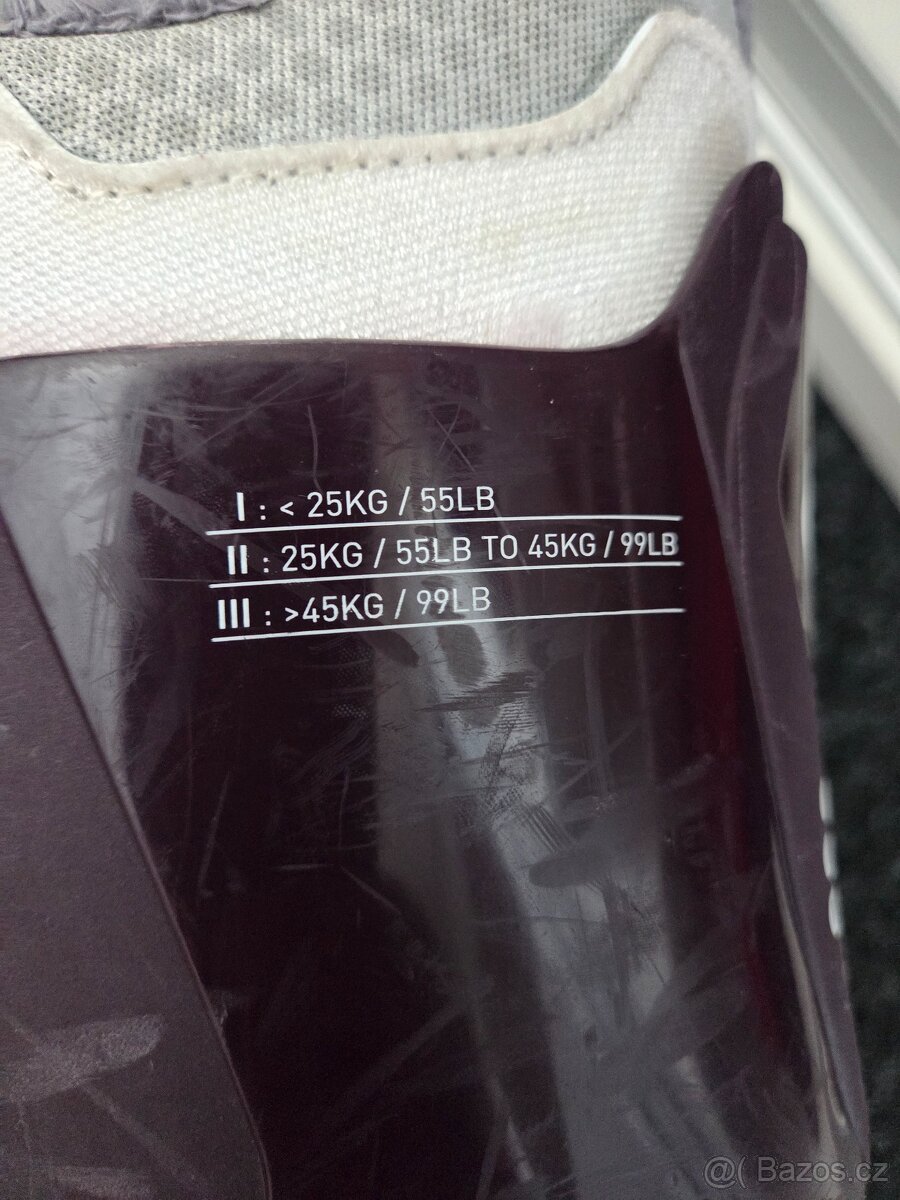 I : < 25KG / 55LB
II : 25KG / 55LB TO 45KG / 99LB
III : >45KG / 99LB
@( Bazos.cz